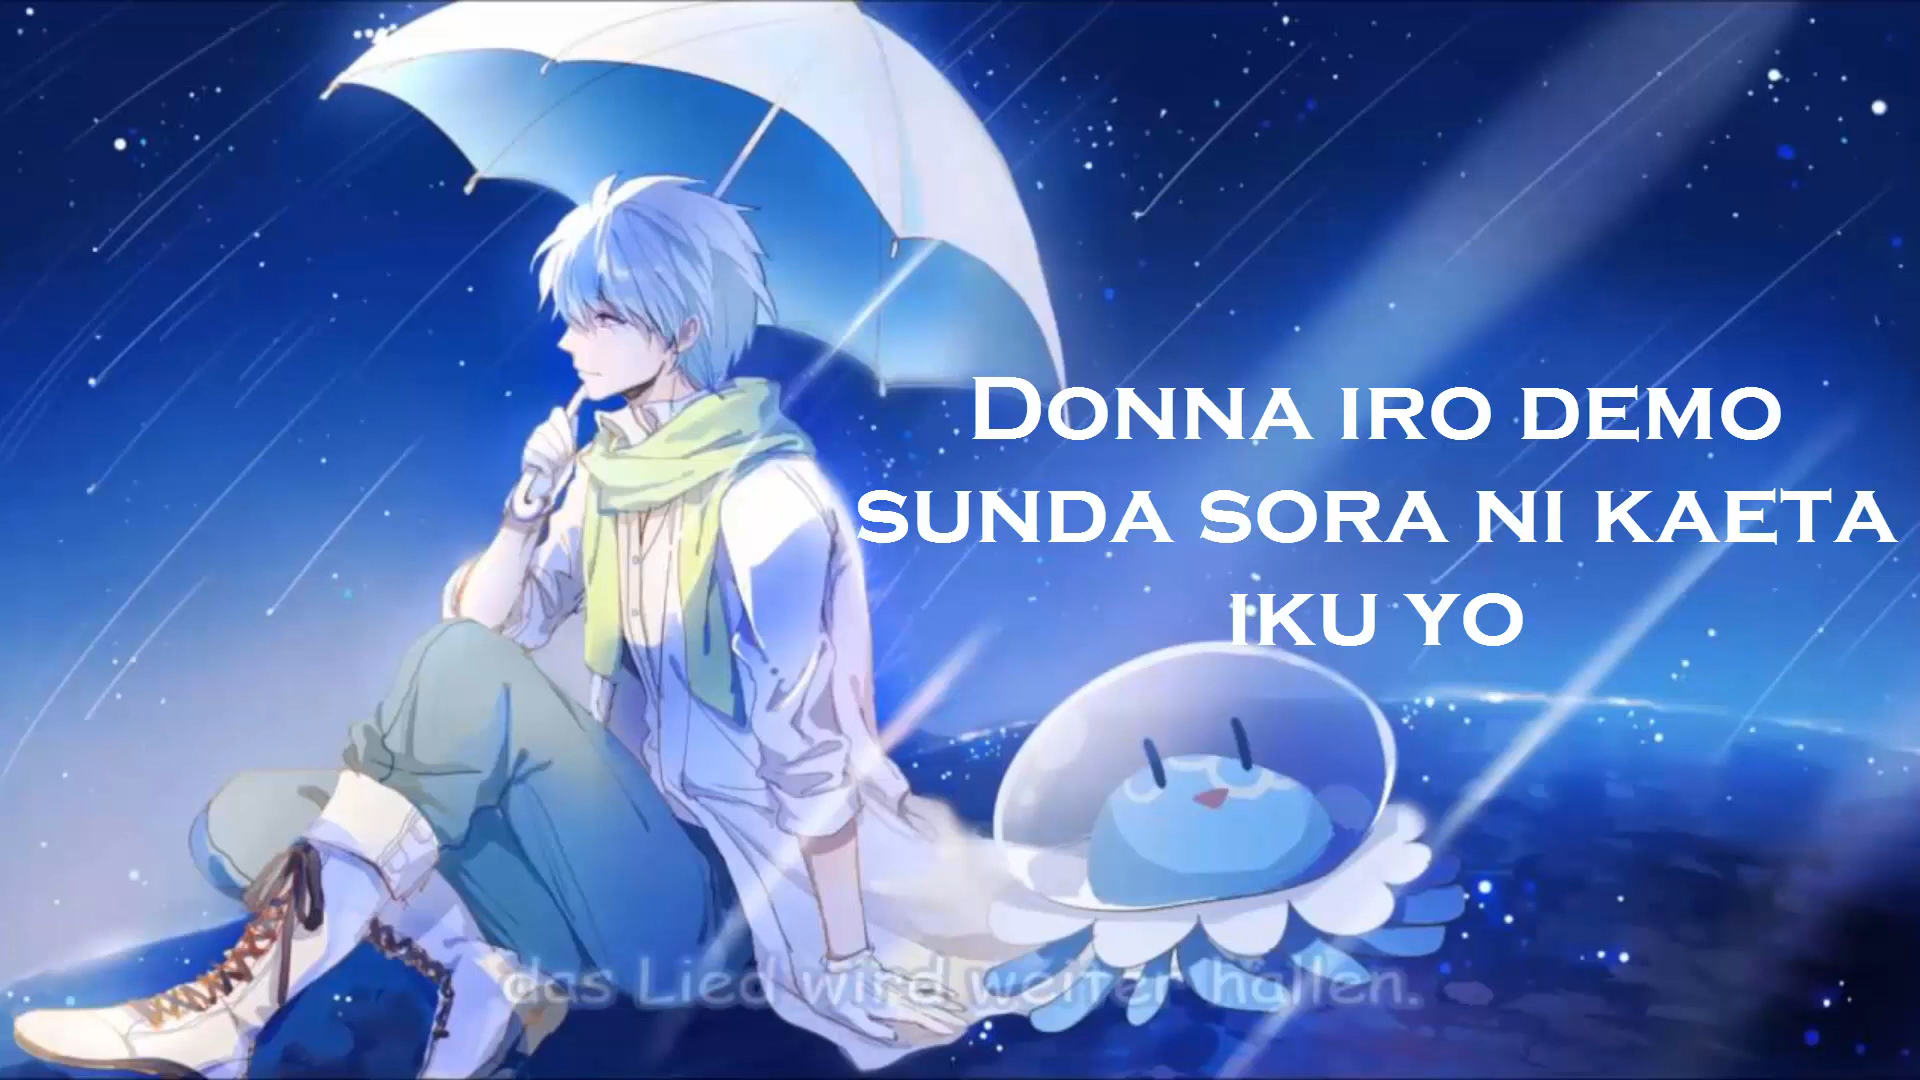 Donna iro demo
sunda sora ni kaeta
iku yo
das Lied wird weiter hallen.